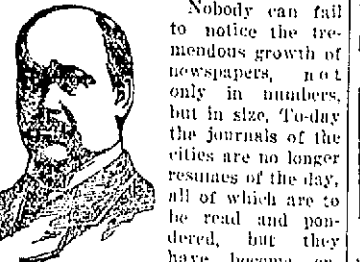 Nobody can fail
to notice the tre-
mendous growth of
newspapers, not
only in numbers,
but in size. To-day
the journals of the
cities are no longer
resumes of the day,
all of which are to
be read and pon-
dered, but they
have become